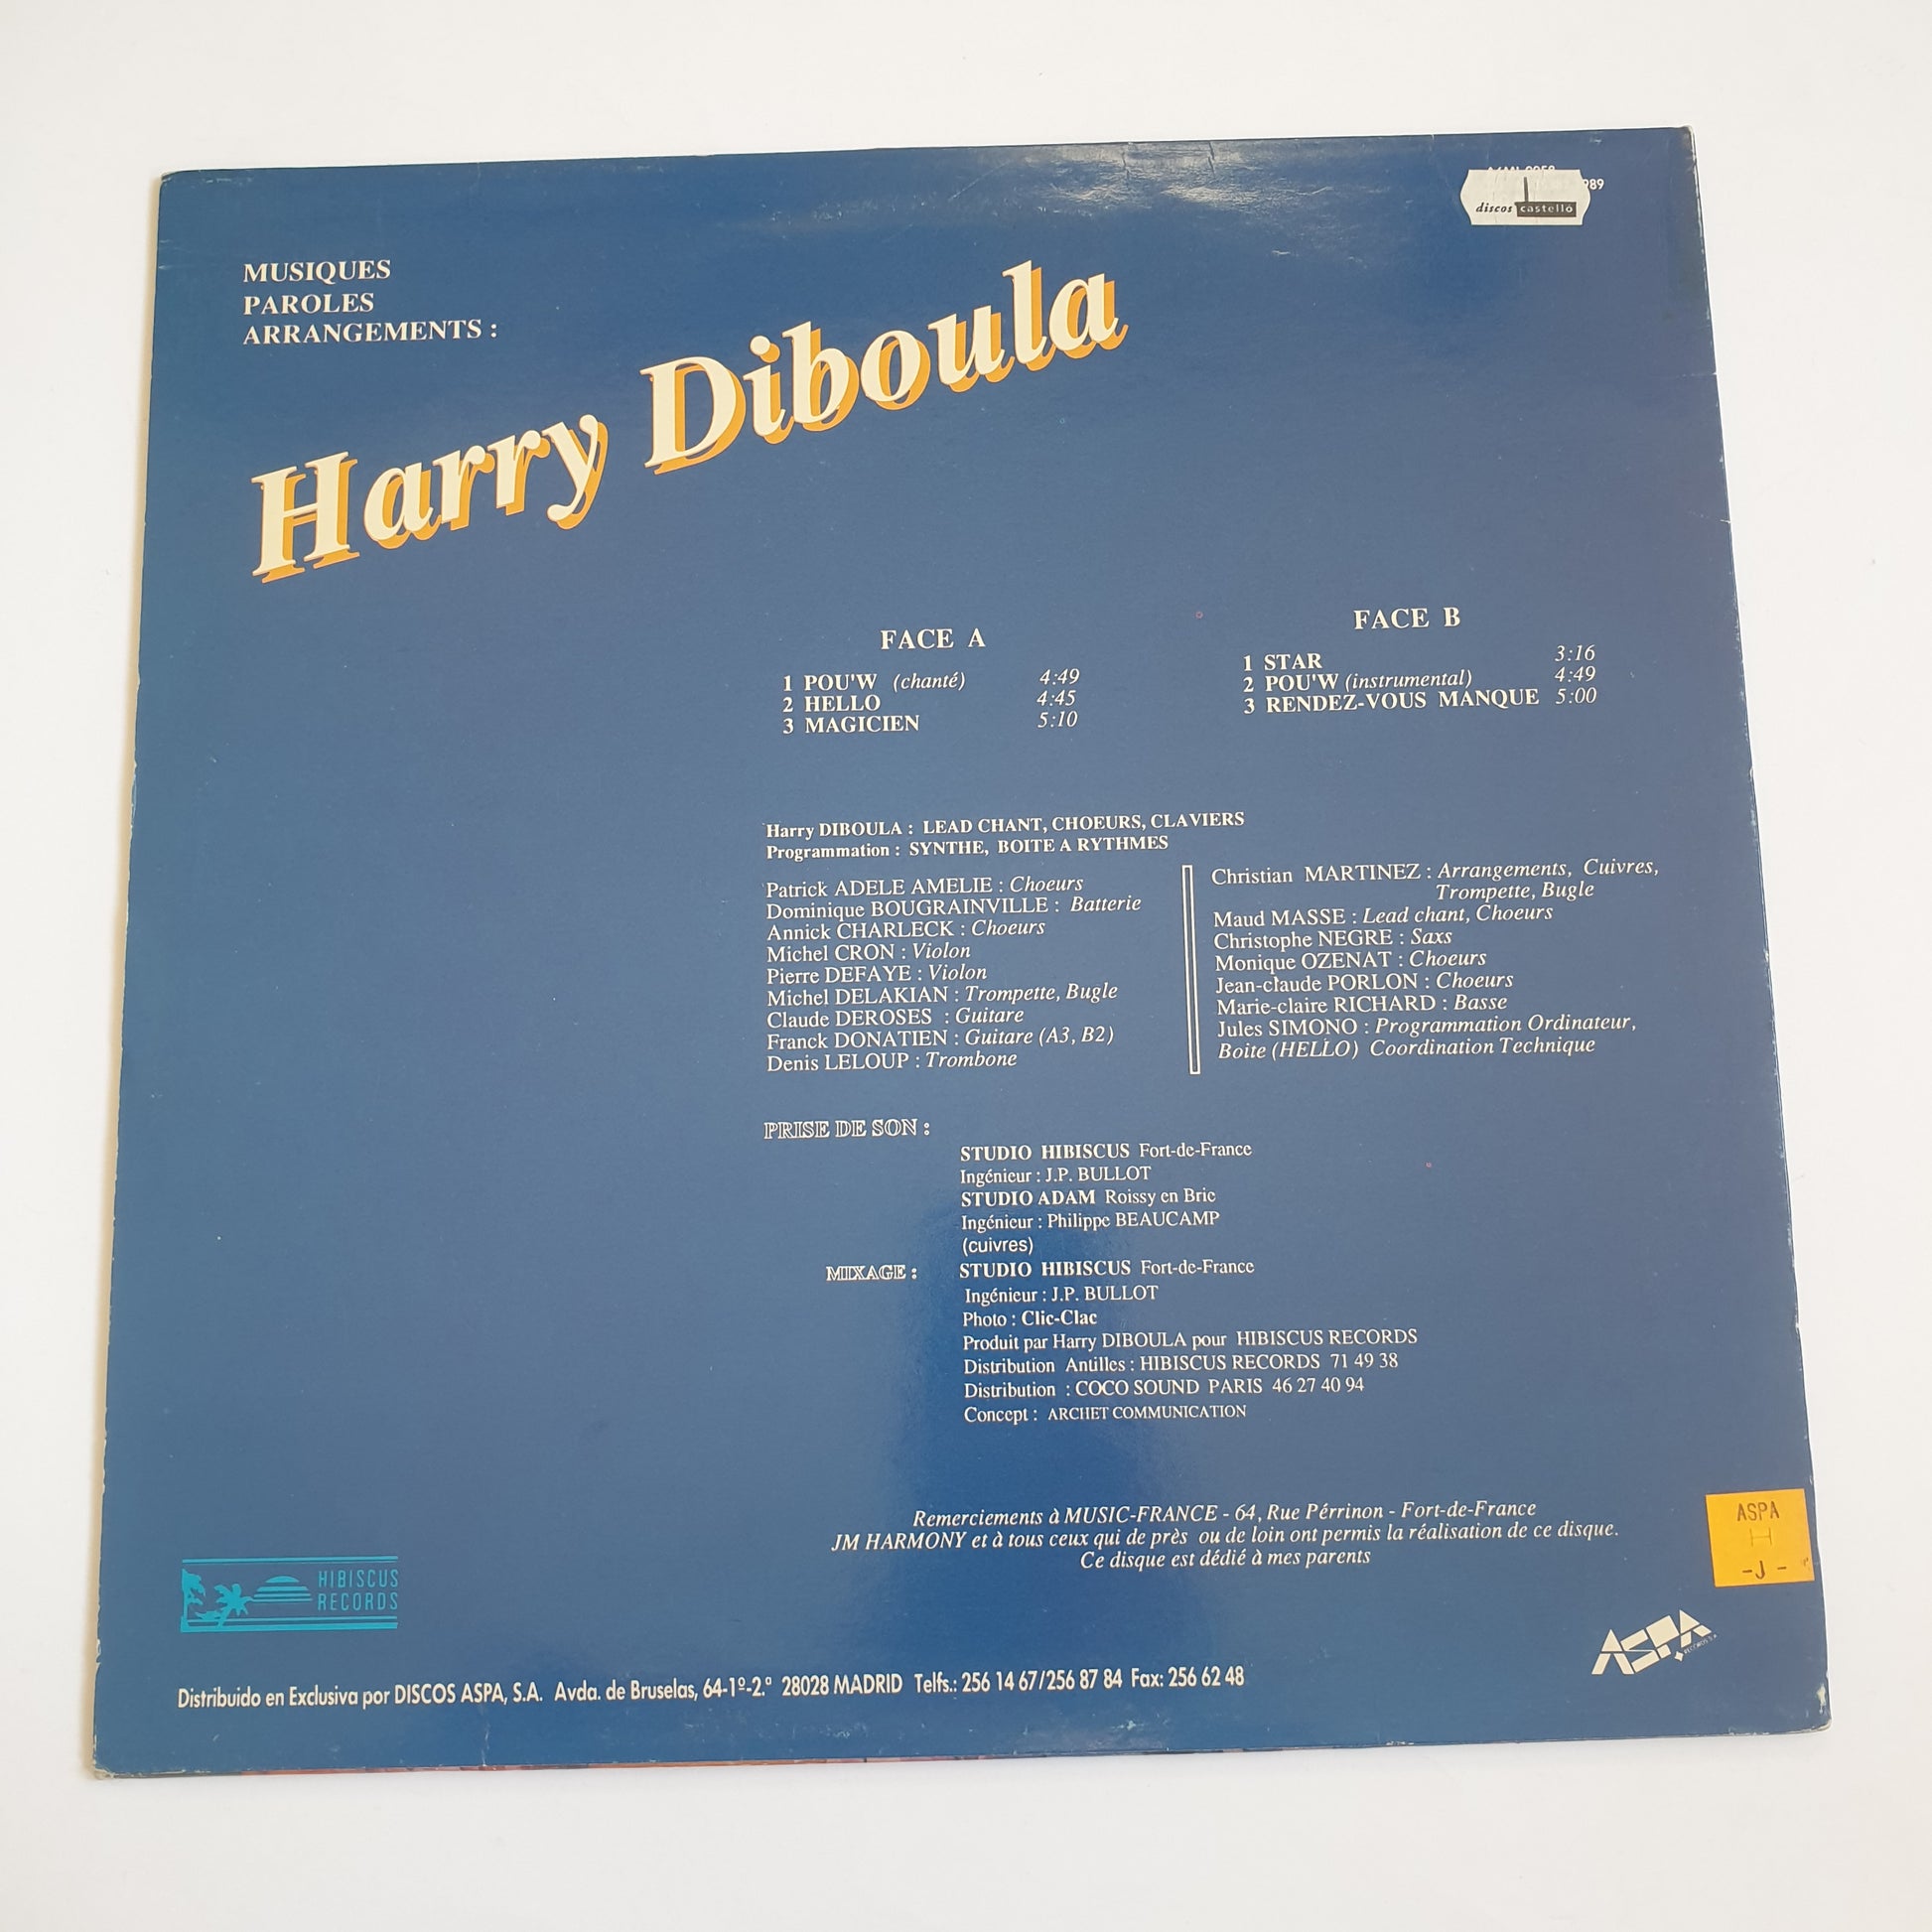 989
discos castelló
MUSIQUES
PAROLES
ARRANGEMENTS :
Harry Diboula
FACE A
1 POU'W (chanté) 4:49
2 HELLO 4:45
3 MAGICIEN 5:10
FACE B
1 STAR 3:16
2 POU'W (instrumental) 4:49
3 RENDEZ-VOUS MANQUE 5:00
Harry DIBOULA : LEAD CHANT, CHOEURS, CLAVIERS
Programmation : SYNTHE, BOITE A RYTHMES
Patrick ADELE AMELIE : Choeurs
Dominique BOUGRAINVILLE : Batterie
Annick CHARLECK : Choeurs
Michel CRON : Violon
Pierre DEFAYE : Violon
Michel DELAKIAN : Trompette, Bugle
Claude DEROSES : Guitare
Franck DONATIEN : Guitare (A3, B2)
Denis LELOUP : Trombone
Christian MARTINEZ : Arrangements, Cuivres,
Trompette, Bugle
Maud MASSE : Lead chant, Choeurs
Christophe NEGRE : Saxs
Monique OZENAT : Choeurs
Jean-claude PORLON : Choeurs
Marie-claire RICHARD : Basse
Jules SIMONO : Programmation Ordinateur,
Boite (HELLO) Coordination Technique
PRISE DE SON :
STUDIO HIBISCUS Fort-de-France
Ingénieur : J.P. BULLOT
STUDIO ADAM Roissy en Brie
Ingénieur : Philippe BEAUCAMP
(cuivres)
MIXAGE : STUDIO HIBISCUS Fort-de-France
Ingénieur : J.P. BULLOT
Photo : Clic-Clac
Produit par Harry DIBOULA pour HIBISCUS RECORDS
Distribution Antilles : HIBISCUS RECORDS 71 49 38
Distribution : COCO SOUND PARIS 46 27 40 94
Concept : ARCHET COMMUNICATION
Remerciements à MUSIC-FRANCE - 64, Rue Pérrinon - Fort-de-France
JM HARMONY et à tous ceux qui de près ou de loin ont permis la réalisation de ce disque.
Ce disque est dédié à mes parents
ASPA
H
- J -
HIBISCUS
RECORDS
ASPA
RECORDS S.A.
Distribuido en Exclusiva por DISCOS ASPA, S.A. Avda. de Bruselas, 64-1º-2.ª 28028 MADRID Telfs.: 256 14 67/256 87 84 Fax: 256 62 48